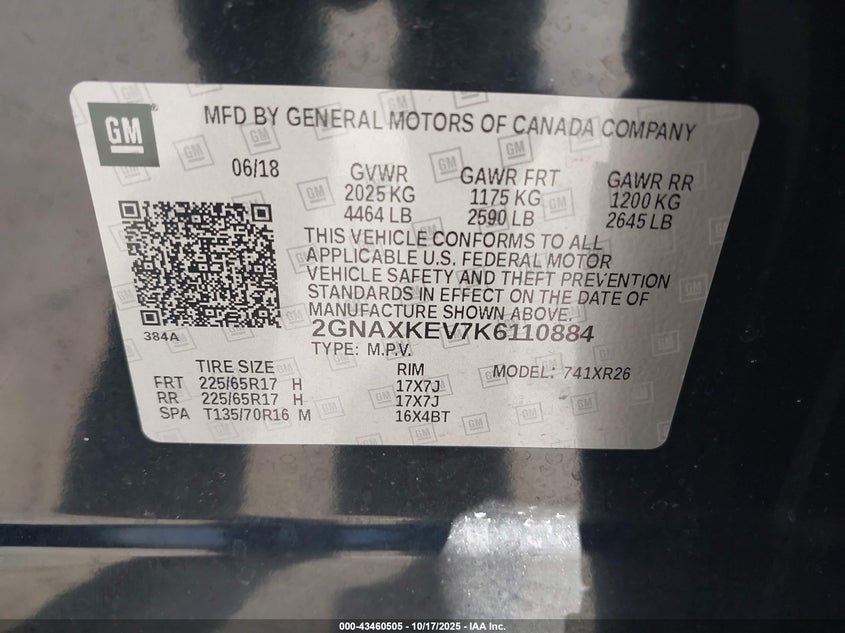 GM
MFD BY GENERAL MOTORS OF CANADA COMPANY
06/18
GVWR GAWR FRT GAWR RR
2025 KG 1175 KG 1200 KG
4464 LB 2590 LB 2645 LB
THIS VEHICLE CONFORMS TO ALL
APPLICABLE U.S. FEDERAL MOTOR
VEHICLE SAFETY AND THEFT PREVENTION
STANDARDS IN EFFECT ON THE DATE OF
MANUFACTURE SHOWN ABOVE.
384A
2GNAXKEV7K6110884
TYPE: M.P.V.
TIRE SIZE RIM MODEL: 741XR26
FRT 225/65R17 H 17X7J
RR 225/65R17 H 17X7J
SPA T135/70R16 M 16X4BT
000-43460505 - 10/17/2025 - IAA Inc.